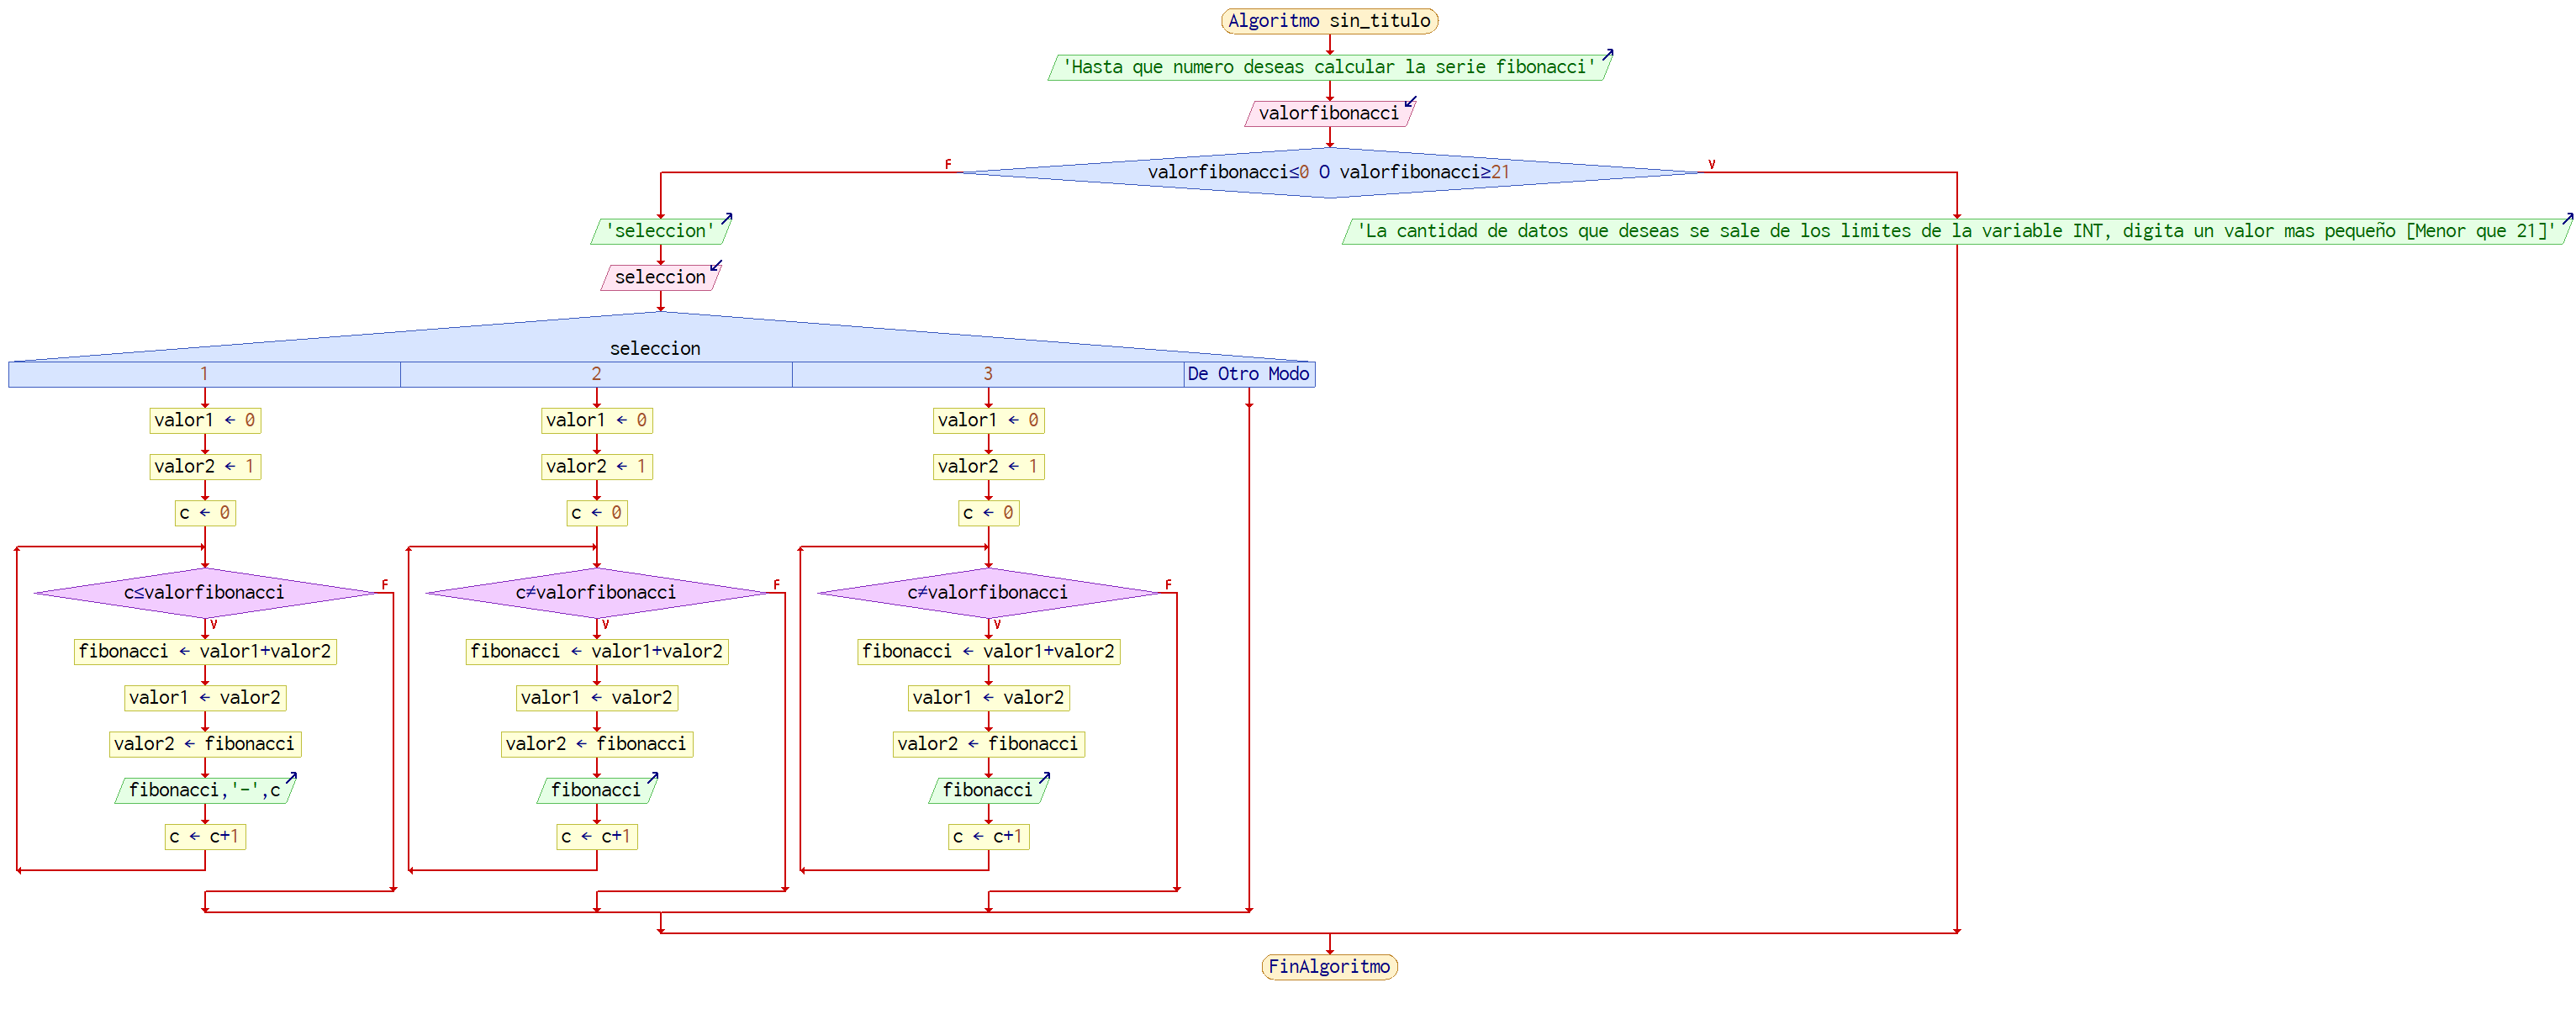 Algoritmo sin_titulo
'Hasta que numero deseas calcular la serie fibonacci'
valorfibonacci
valorfibonacci≤0 O valorfibonacci≥21
F
V
'seleccion'
'La cantidad de datos que deseas se sale de los limites de la variable INT, digita un valor mas pequeño [Menor que 21]'
seleccion
seleccion
1
2
3
De Otro Modo
valor1 ← 0
valor2 ← 1
c ← 0
c≤valorfibonacci
F
V
fibonacci ← valor1+valor2
valor1 ← valor2
valor2 ← fibonacci
fibonacci,'-',c
c ← c+1
valor1 ← 0
valor2 ← 1
c ← 0
c≠valorfibonacci
F
V
fibonacci ← valor1+valor2
valor1 ← valor2
valor2 ← fibonacci
fibonacci
c ← c+1
valor1 ← 0
valor2 ← 1
c ← 0
c≠valorfibonacci
F
V
fibonacci ← valor1+valor2
valor1 ← valor2
valor2 ← fibonacci
fibonacci
c ← c+1
FinAlgoritmo